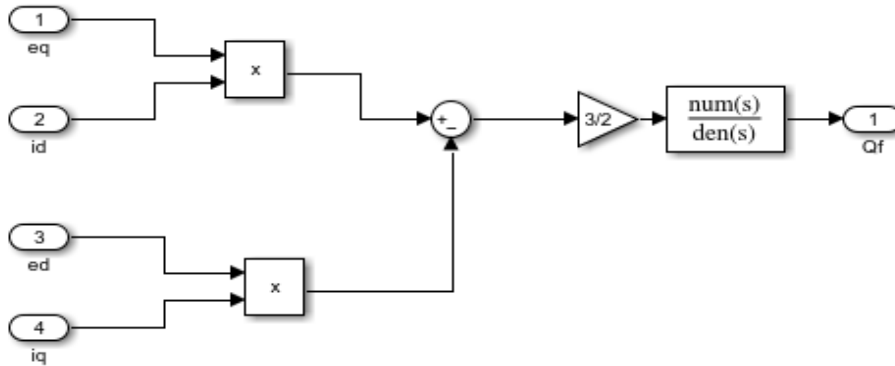 1
eq
x
2
id
+
-
3/2
num(s)
den(s)
1
Qf
3
ed
x
4
iq